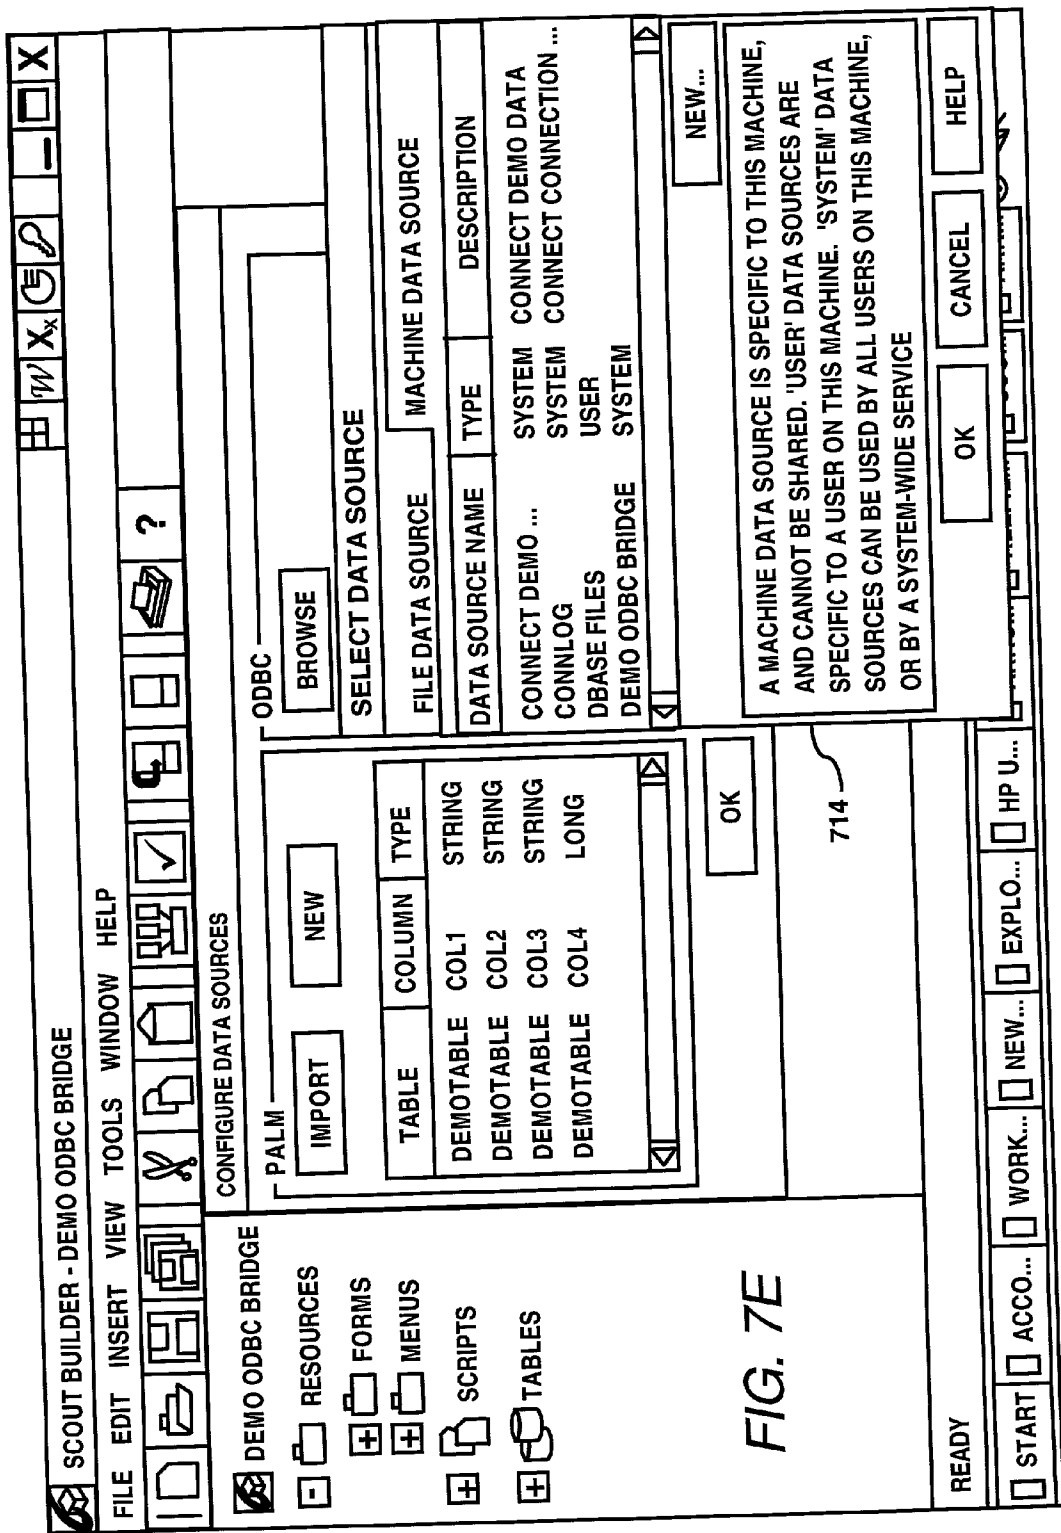 SCOUT BUILDER - DEMO ODBC BRIDGE
W Xx X
FILE EDIT INSERT VIEW TOOLS WINDOW HELP
?
DEMO ODBC BRIDGE
RESOURCES
FORMS
MENUS
SCRIPTS
TABLES
CONFIGURE DATA SOURCES
PALM
IMPORT NEW
TABLE COLUMN TYPE
DEMOTABLE COL1 STRING
DEMOTABLE COL2 STRING
DEMOTABLE COL3 STRING
DEMOTABLE COL4 LONG
OK
ODBC
BROWSE
SELECT DATA SOURCE
FILE DATA SOURCE MACHINE DATA SOURCE
DATA SOURCE NAME TYPE DESCRIPTION
CONNECT DEMO ... SYSTEM CONNECT DEMO DATA
CONNLOG SYSTEM CONNECT CONNECTION ...
DBASE FILES USER
DEMO ODBC BRIDGE SYSTEM
NEW...
A MACHINE DATA SOURCE IS SPECIFIC TO THIS MACHINE,
AND CANNOT BE SHARED. 'USER' DATA SOURCES ARE
SPECIFIC TO A USER ON THIS MACHINE. 'SYSTEM' DATA
SOURCES CAN BE USED BY ALL USERS ON THIS MACHINE,
OR BY A SYSTEM-WIDE SERVICE
OK CANCEL HELP
714
FIG. 7E
READY
START ACCO... WORK... NEW... EXPLO... HP U...